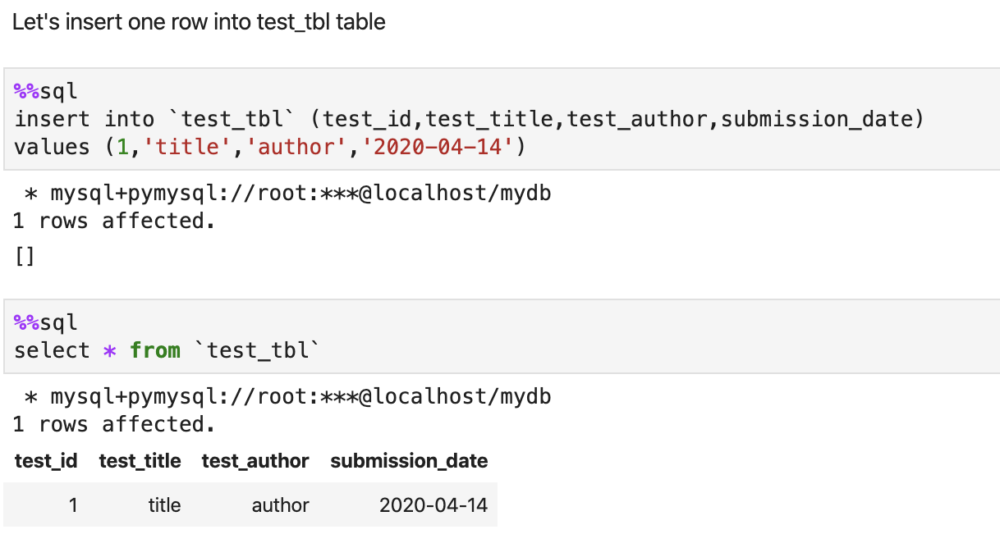 Let's insert one row into test_tbl table
%%sql
insert into `test_tbl` (test_id,test_title,test_author,submission_date)
values (1,'title','author','2020-04-14')
* mysql+pymysql://root:***@localhost/mydb
1 rows affected.
[]
%%sql
select * from `test_tbl`
* mysql+pymysql://root:***@localhost/mydb
1 rows affected.
test_id test_title test_author submission_date
1 title author 2020-04-14